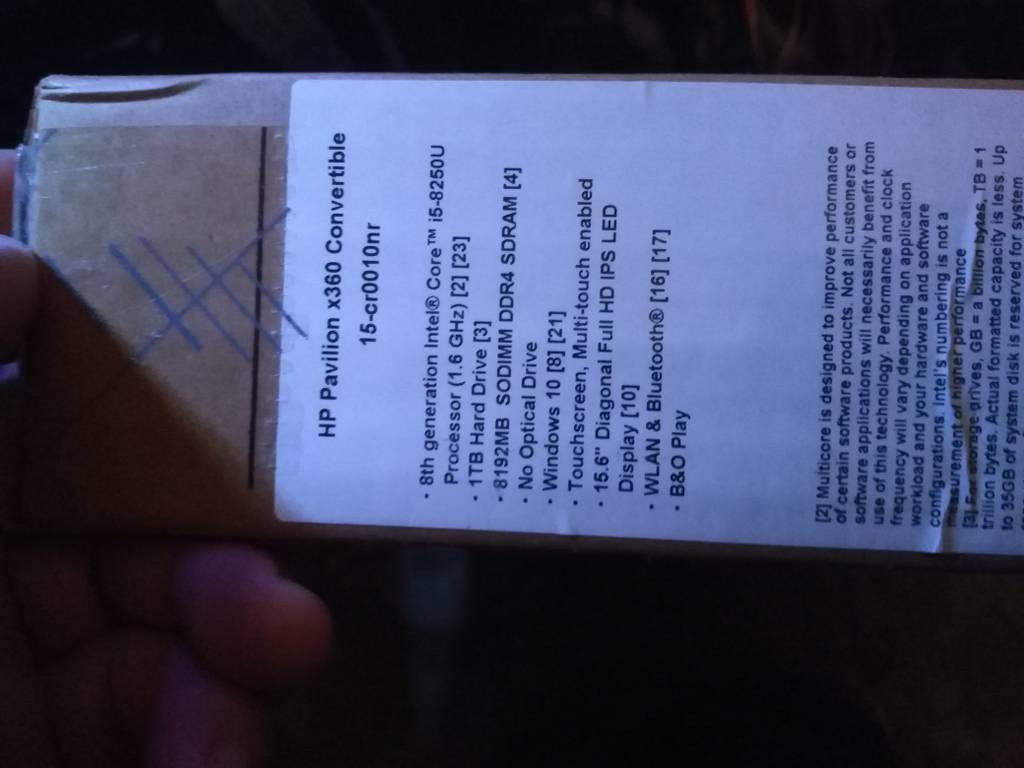 HP Pavilion x360 Convertible
15-cr0010nr
· 8th generation Intel® Core™ i5-8250U
Processor (1.6 GHz) [2] [23]
· 1TB Hard Drive [3]
· 8192MB SODIMM DDR4 SDRAM [4]
· No Optical Drive
· Windows 10 [8] [21]
· Touchscreen, Multi-touch enabled
· 15.6" Diagonal Full HD IPS LED
Display [10]
· WLAN & Bluetooth® [16] [17]
· B&O Play
[2] Multicore is designed to improve performance
of certain software products. Not all customers or
software applications will necessarily benefit from
use of this technology. Performance and clock
frequency will vary depending on application
workload and your hardware and software
configurations. Intel's numbering is not a
measurement of higher performance
[3] For storage drives, GB = a billion bytes, TB = 1
trillion bytes. Actual formatted capacity is less. Up
to 35GB of system disk is reserved for system